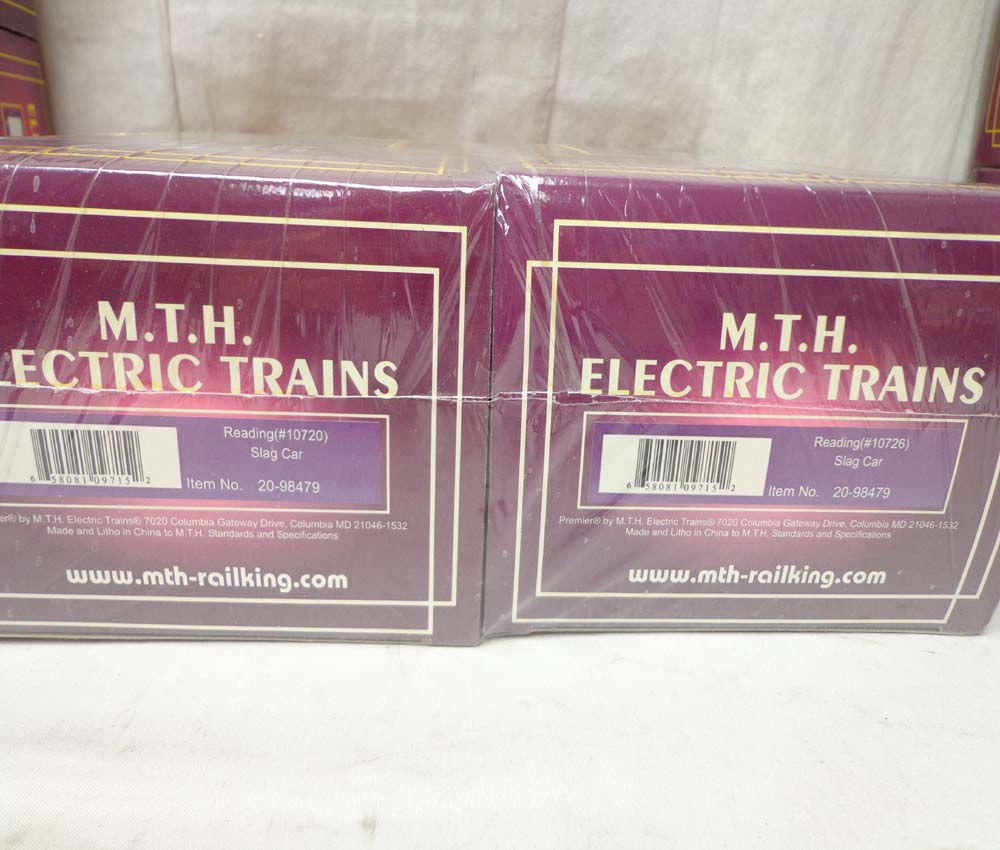 M.T.H.
ECTRIC TRAINS
Reading(#10720)
Slag Car
Item No. 20-98479
6 58081 09715 2
er® by M.T.H. Electric Trains® 7020 Columbia Gateway Drive, Columbia MD 21046-1532
Made and Litho in China to M.T.H. Standards and Specifications
www.mth-railking.com
M.T.H.
ELECTRIC TRAINS
Reading(#10726)
Slag Car
Item No. 20-98479
6 58081 09715 2
Premier® by M.T.H. Electric Trains® 7020 Columbia Gateway Drive, Columbia MD 21046-1532
Made and Litho in China to M.T.H. Standards and Specifications
www.mth-railking.com